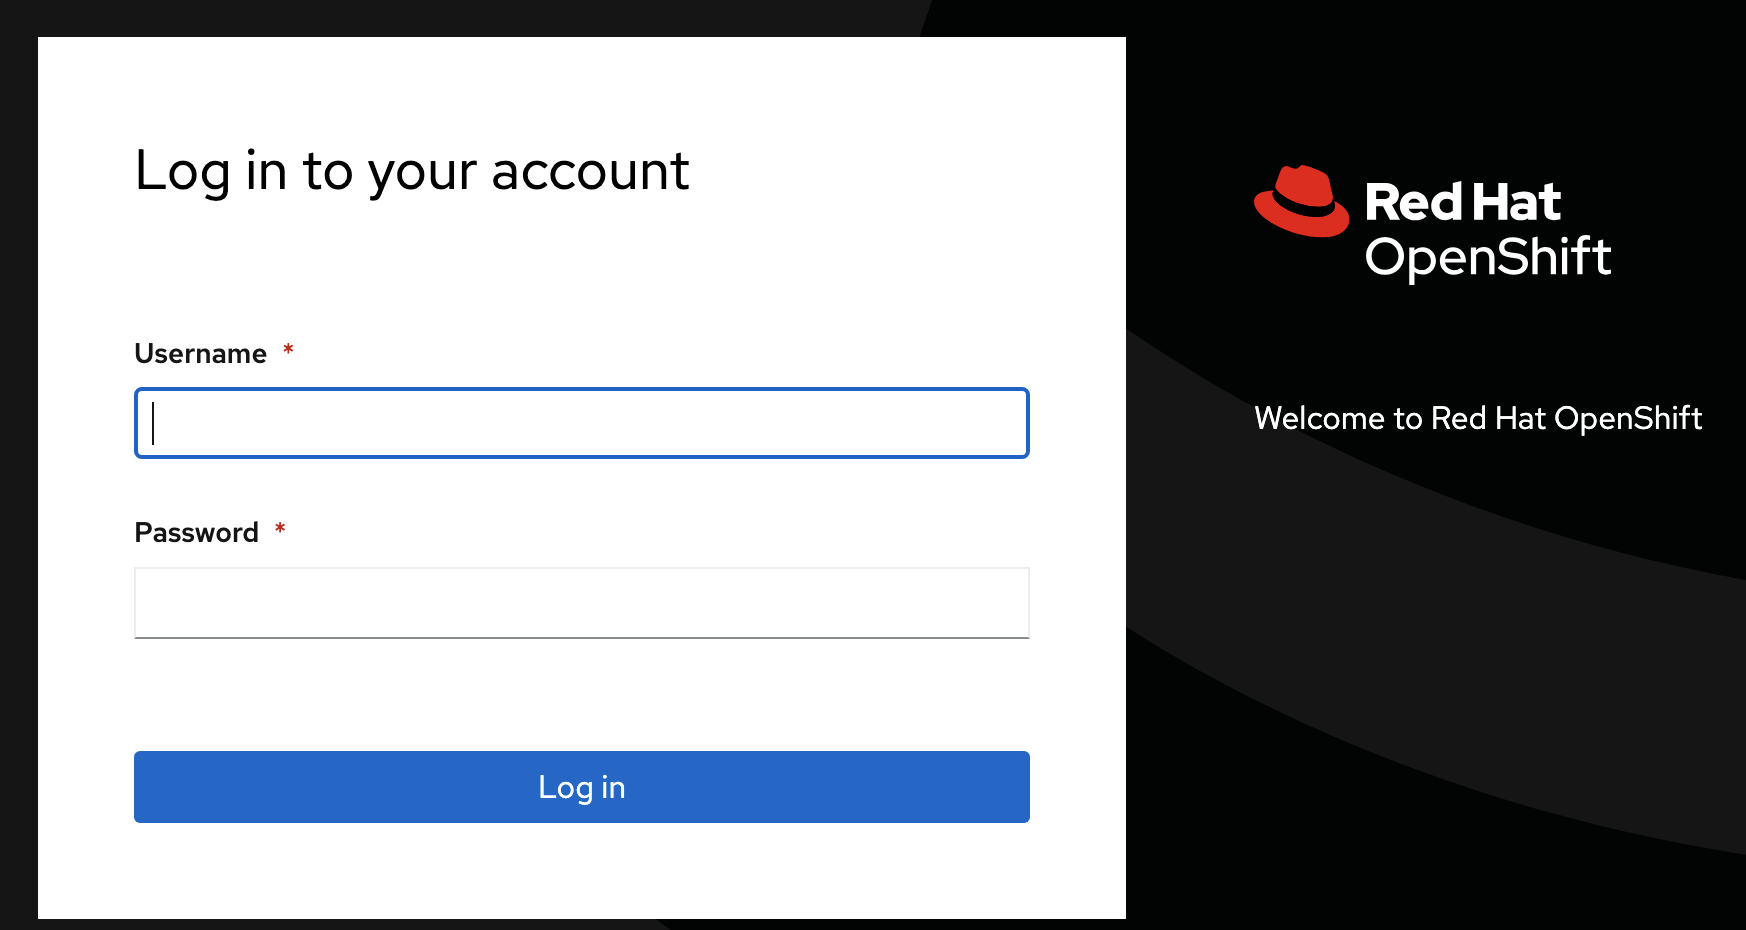 Log in to your account
Username *
Password *
Log in
Red Hat
OpenShift
Welcome to Red Hat OpenShift